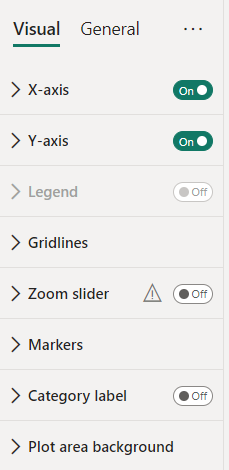 Visual General ...
X-axis On
Y-axis On
Legend Off
Gridlines
Zoom slider Off
Markers
Category label Off
Plot area background